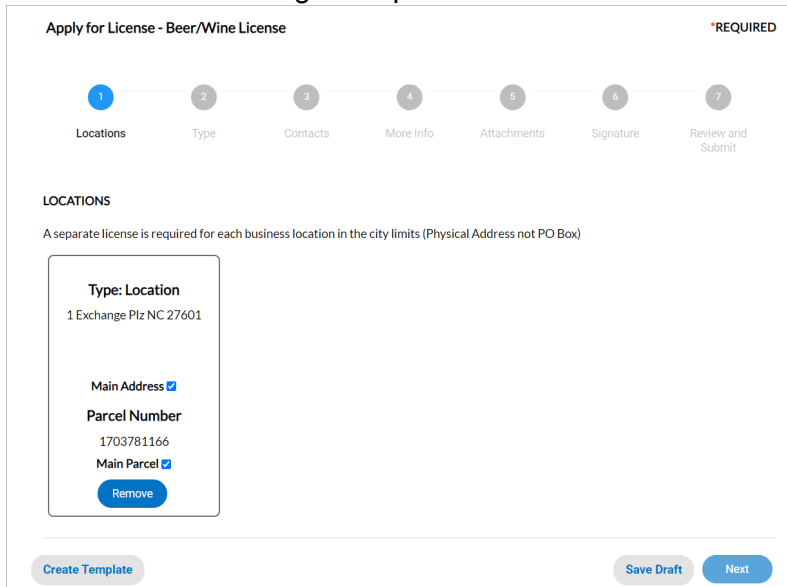 Apply for License - Beer/Wine License
*REQUIRED
1
2
3
4
5
6
7
Locations
Type
Contacts
More Info
Attachments
Signature
Review and
Submit
LOCATIONS
A separate license is required for each business location in the city limits (Physical Address not PO Box)
Type: Location
1 Exchange Plz NC 27601
Main Address
Parcel Number
1703781166
Main Parcel
Remove
Create Template
Save Draft
Next